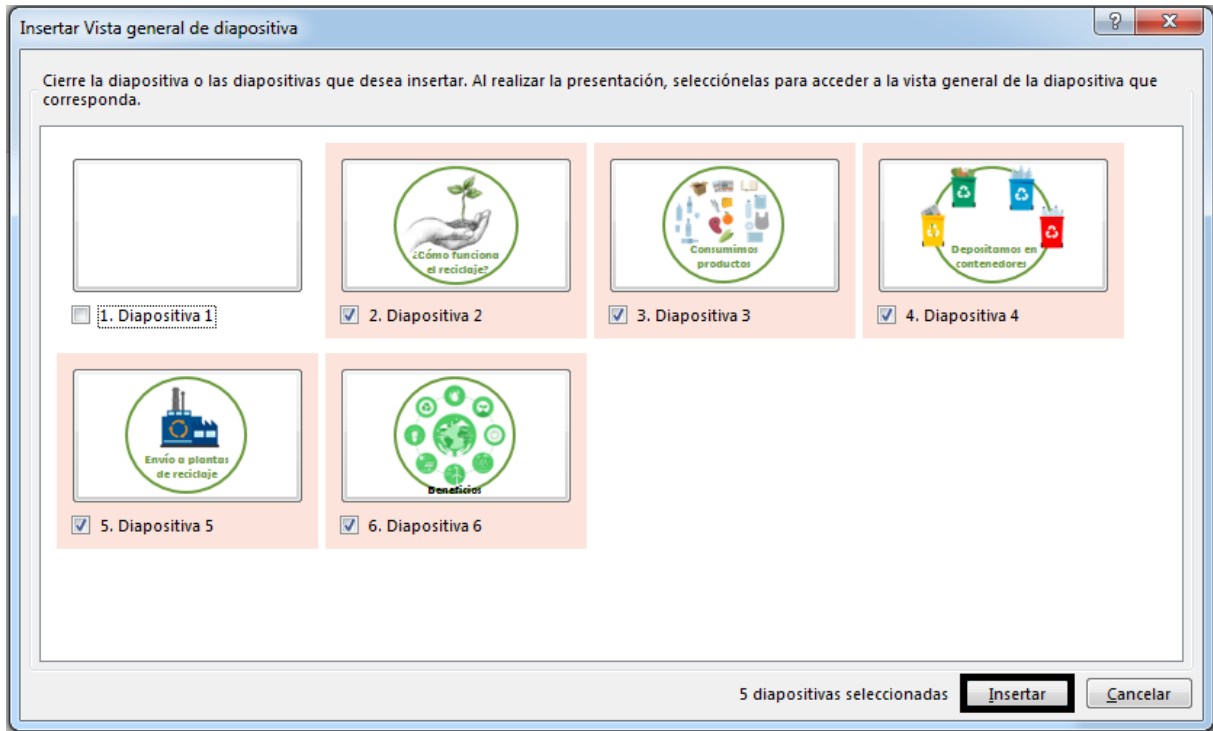 Insertar Vista general de diapositiva
Cierre la diapositiva o las diapositivas que desea insertar. Al realizar la presentación, selecciónelas para acceder a la vista general de la diapositiva que
corresponda.
1. Diapositiva 1
¿Cómo funciona
el reciclaje?
2. Diapositiva 2
Consumimos
productos
3. Diapositiva 3
Depositamos en
contenedores
4. Diapositiva 4
Envío a plantas
de reciclaje
5. Diapositiva 5
Beneficios
6. Diapositiva 6
5 diapositivas seleccionadas
Insertar
Cancelar